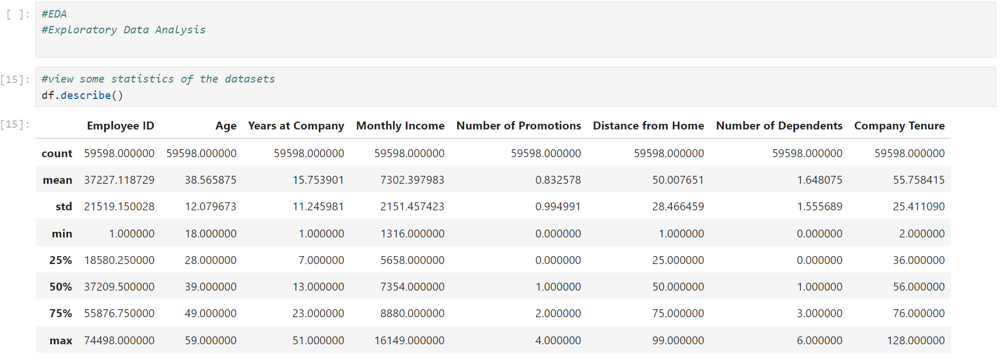 [ ]: #EDA
#Exploratory Data Analysis
[15]: #view some statistics of the datasets
df.describe()
[15]: Employee ID Age Years at Company Monthly Income Number of Promotions Distance from Home Number of Dependents Company Tenure
count 59598.000000 59598.000000 59598.000000 59598.000000 59598.000000 59598.000000 59598.000000 59598.000000
mean 37227.118729 38.565875 15.753901 7302.397983 0.832578 50.007651 1.648075 55.758415
std 21519.150028 12.079673 11.245981 2151.457423 0.994991 28.466459 1.555689 25.411090
min 1.000000 18.000000 1.000000 1316.000000 0.000000 1.000000 0.000000 2.000000
25% 18580.250000 28.000000 7.000000 5658.000000 0.000000 25.000000 0.000000 36.000000
50% 37209.500000 39.000000 13.000000 7354.000000 1.000000 50.000000 1.000000 56.000000
75% 55876.750000 49.000000 23.000000 8880.000000 2.000000 75.000000 3.000000 76.000000
max 74498.000000 59.000000 51.000000 16149.000000 4.000000 99.000000 6.000000 128.000000